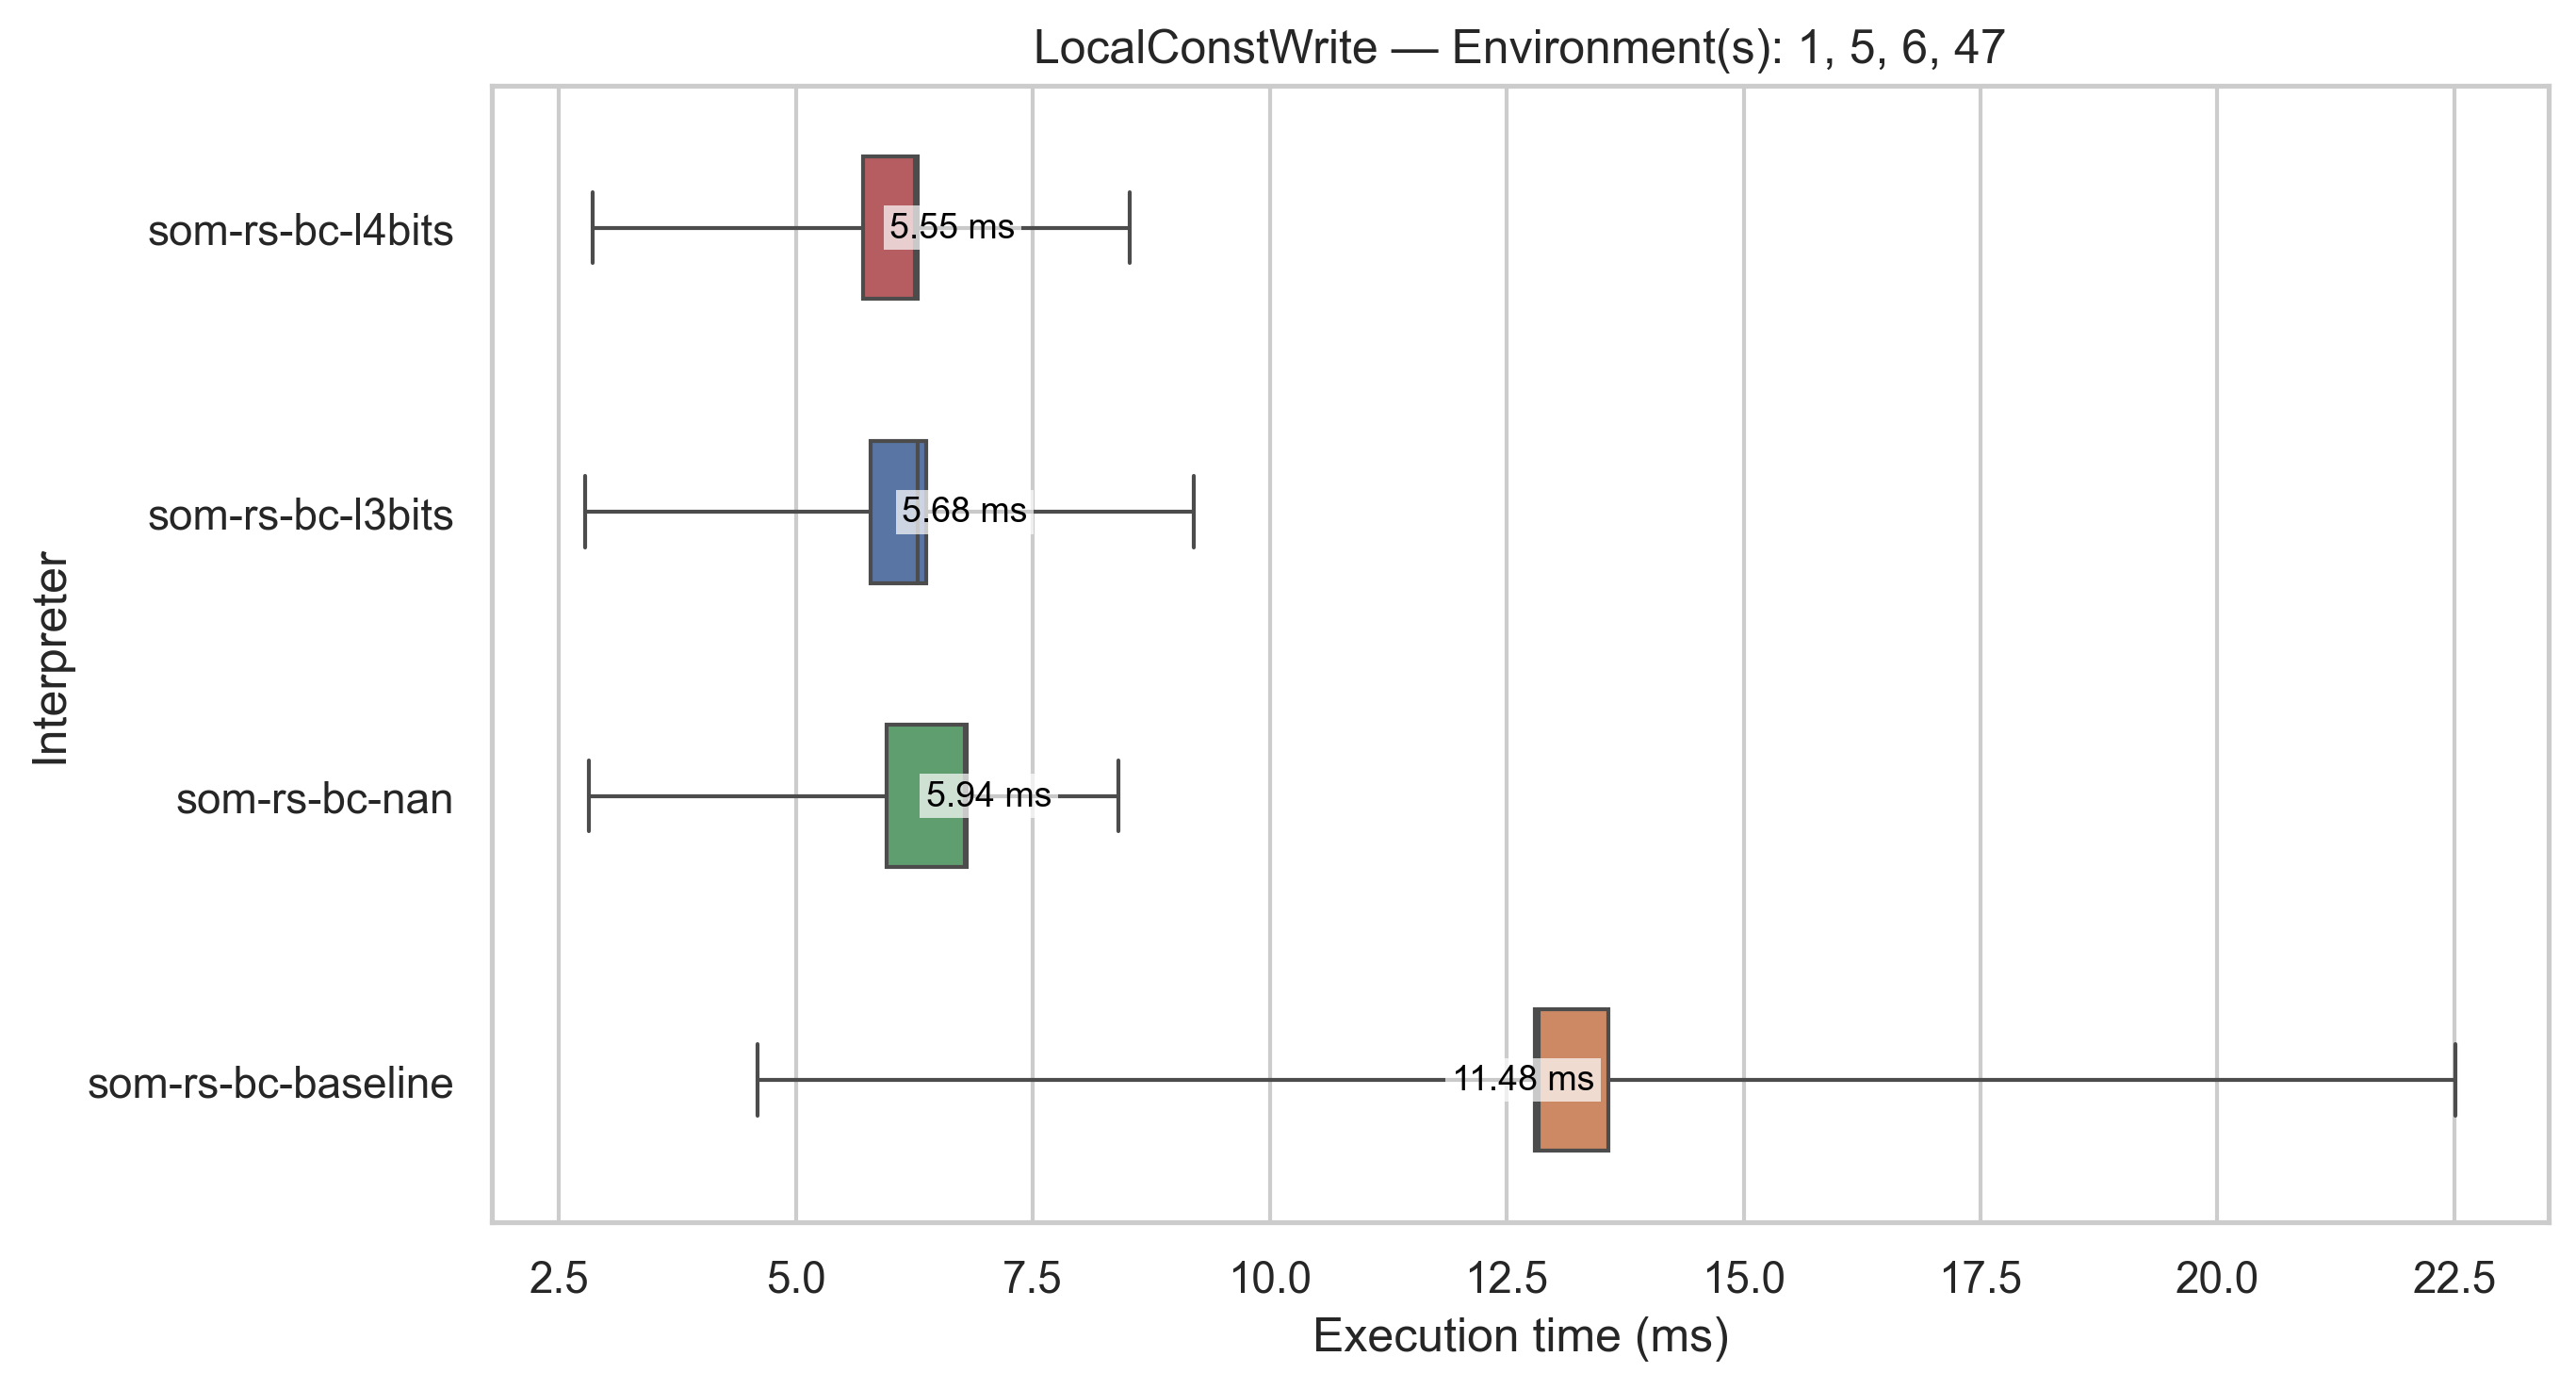 LocalConstWrite — Environment(s): 1, 5, 6, 47
Interpreter
som-rs-bc-l4bits
5.55 ms
som-rs-bc-l3bits
5.68 ms
som-rs-bc-nan
5.94 ms
som-rs-bc-baseline
11.48 ms
2.5 5.0 7.5 10.0 12.5 15.0 17.5 20.0 22.5
Execution time (ms)